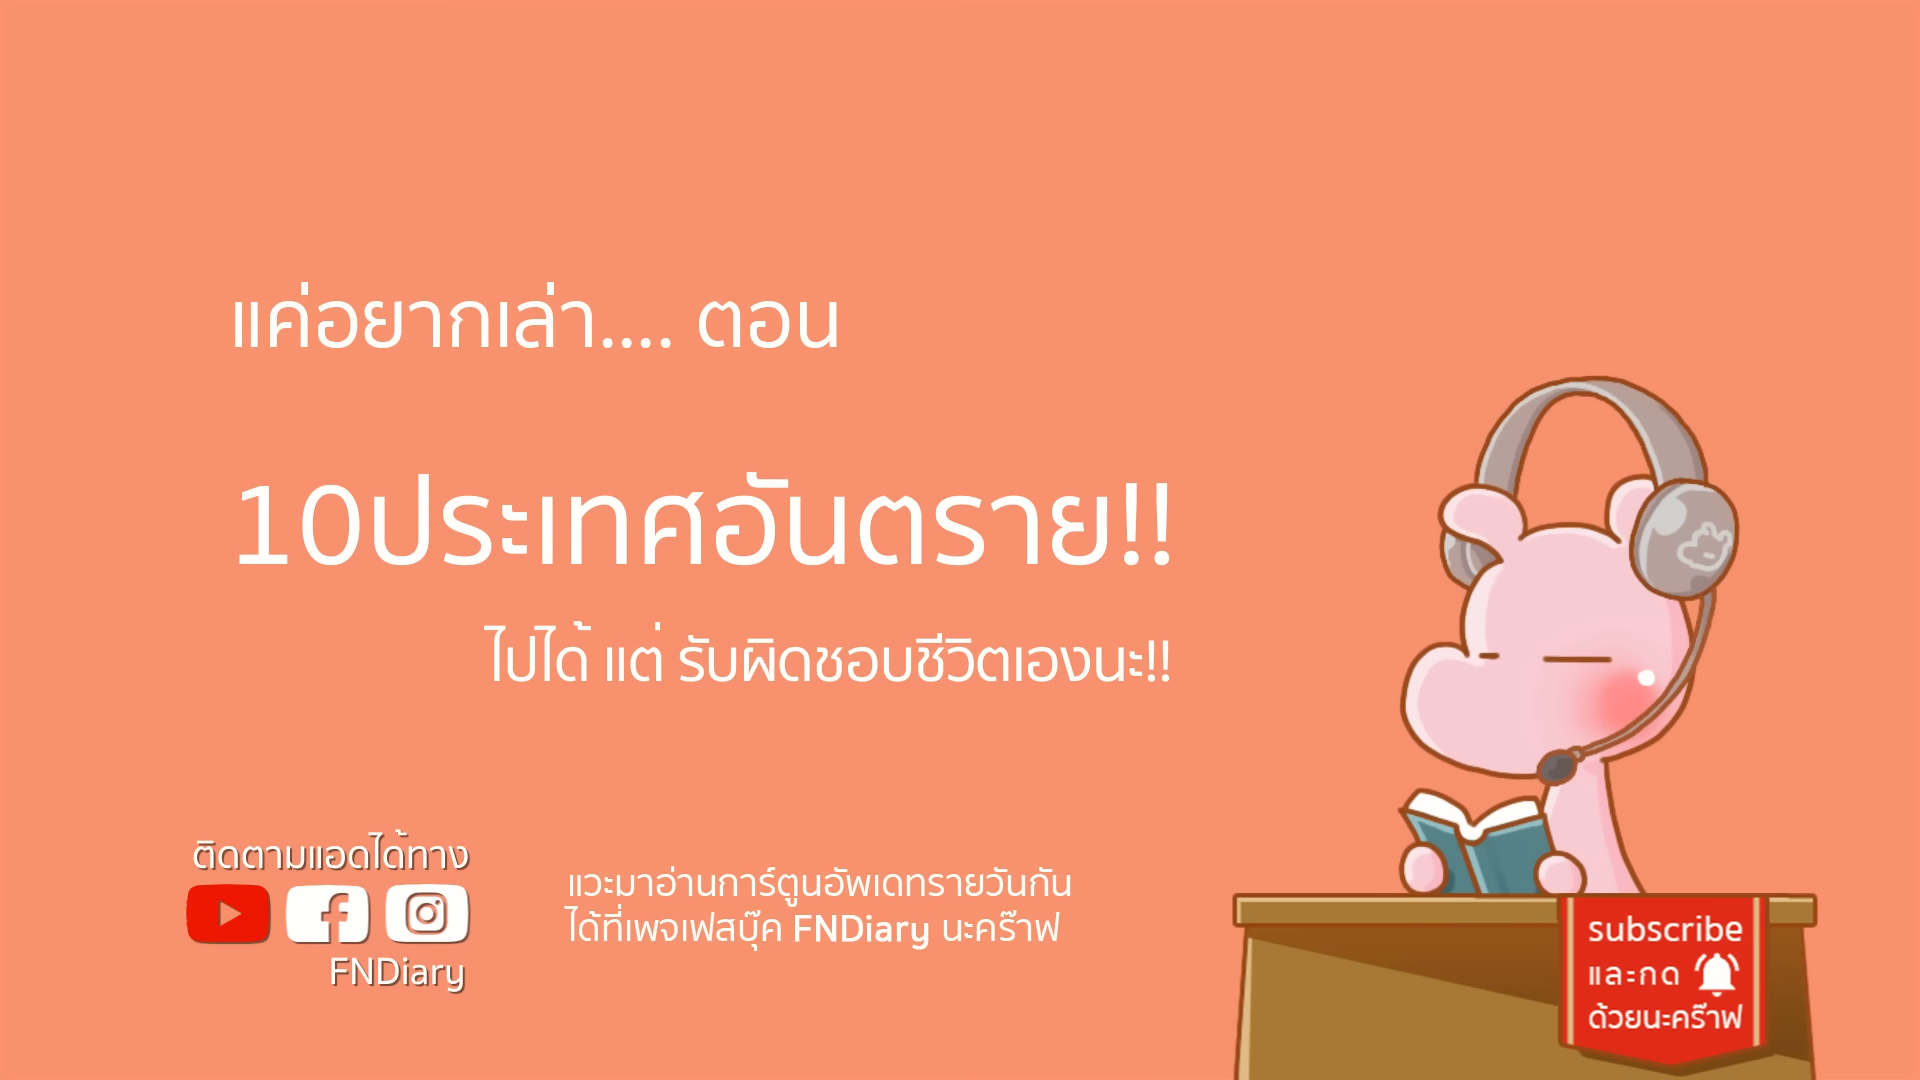 แค่อยากเล่า.... ตอน
10ประเทศอันตราย!!
ไปได้ แต่ รับผิดชอบชีวิตเองนะ!!
ติดตามแอดได้ทาง
FNDiary
แวะมาอ่านการ์ตูนอัพเดทรายวันกัน
ได้ที่เพจเฟสบุ๊ค FNDiary นะคร๊าฟ
subscribe
และกด
ด้วยนะคร๊าฟ